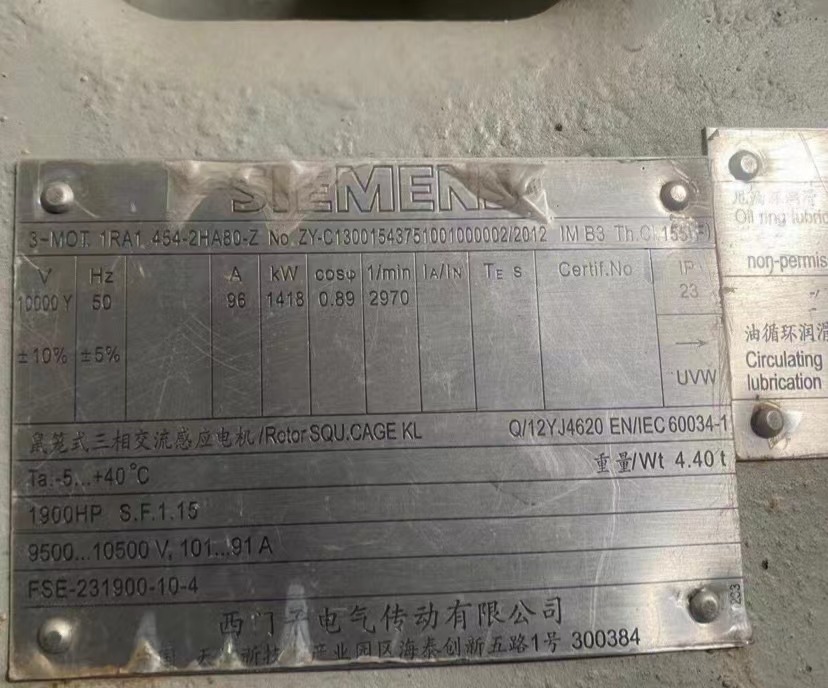 SIEMENS
3~MOT. 1RA1 454-2HA80-Z No. ZY-C13001543751001000002/2012 IM B3 Th.Cl.155(F)
V Hz A kW cosφ 1/min IA/IN TE s Certif.No IP
10000 Y 50 96 1418 0.89 2970 23
±10% ±5%
→
UVW
鼠笼式三相交流感应电机/Rotor SQU.CAGE KL Q/12YJ4620 EN/IEC 60034-1
Ta:-5...+40°C 重量/Wt 4.40 t
1900HP S.F.1.15
9500...10500 V, 101...91 A
FSE-231900-10-4
西门子电气传动有限公司
产业园区海泰创新五路1号 300384
Oil ring lubric
non-permis
油循环润滑
Circulating
lubrication